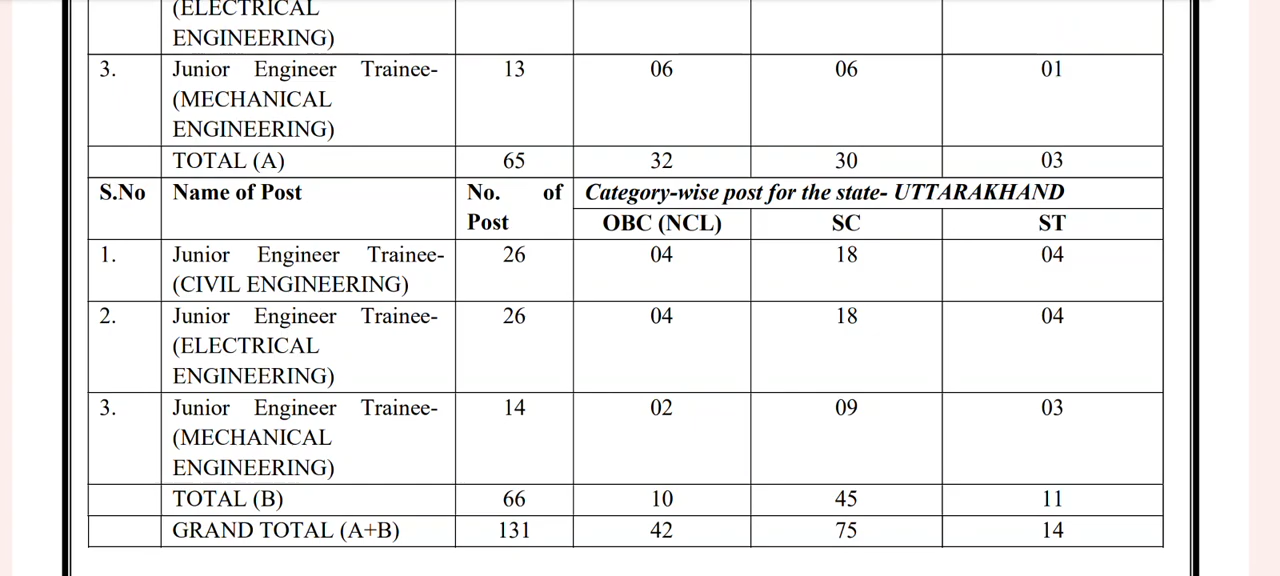 (ELECTRICAL
ENGINEERING)
3. Junior Engineer Trainee- 13 06 06 01
(MECHANICAL
ENGINEERING)
TOTAL (A) 65 32 30 03
S.No Name of Post No. of Category-wise post for the state- UTTARAKHAND
Post OBC (NCL) SC ST
1. Junior Engineer Trainee- 26 04 18 04
(CIVIL ENGINEERING)
2. Junior Engineer Trainee- 26 04 18 04
(ELECTRICAL
ENGINEERING)
3. Junior Engineer Trainee- 14 02 09 03
(MECHANICAL
ENGINEERING)
TOTAL (B) 66 10 45 11
GRAND TOTAL (A+B) 131 42 75 14